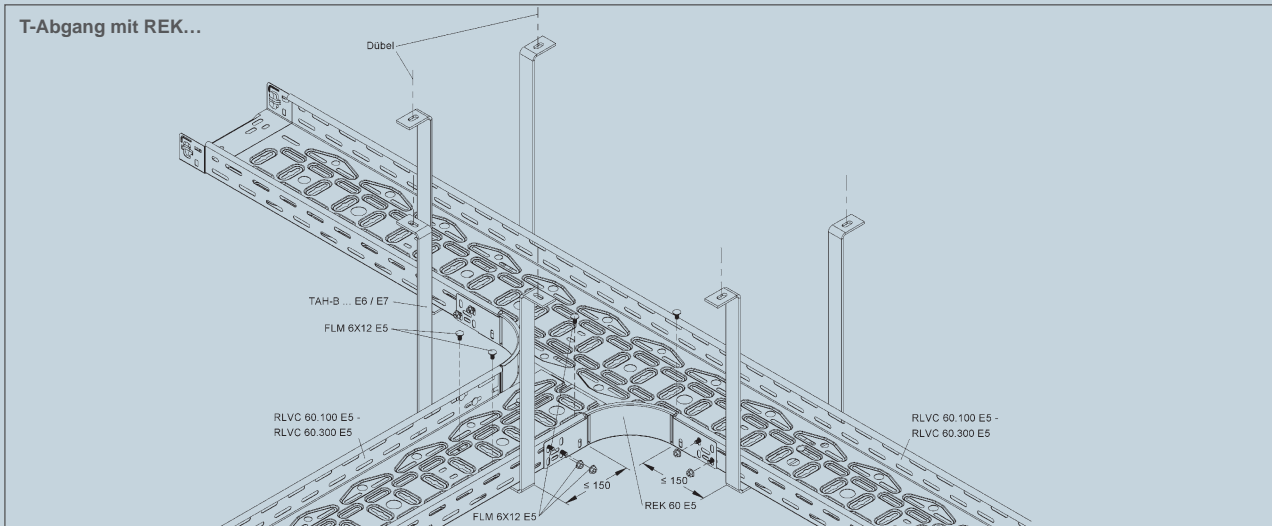 T-Abgang mit REK...
Dübel
TAH-B ... E6 / E7
FLM 6X12 E5
RLVC 60.100 E5 -
RLVC 60.300 E5
RLVC 60.100 E5 -
RLVC 60.300 E5
≤ 150
≤ 150
REK 60 E5
FLM 6X12 E5